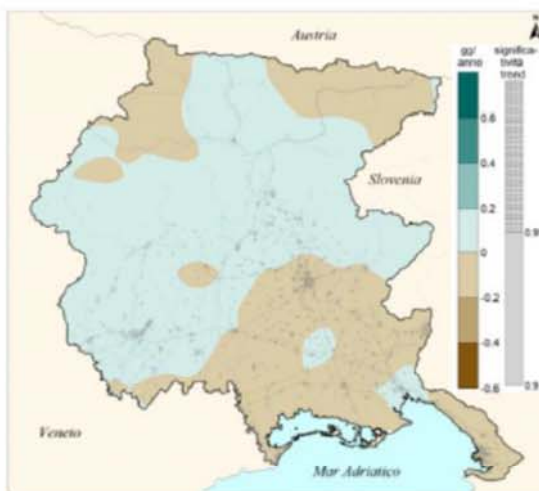 Austria
N
gg/
anno
significa-
tività
trend
0.6
0.4
Slovenia
0.2
0.9
0
-0.2
-0.4
-0.6
0.9
Veneto
Mar Adriatico